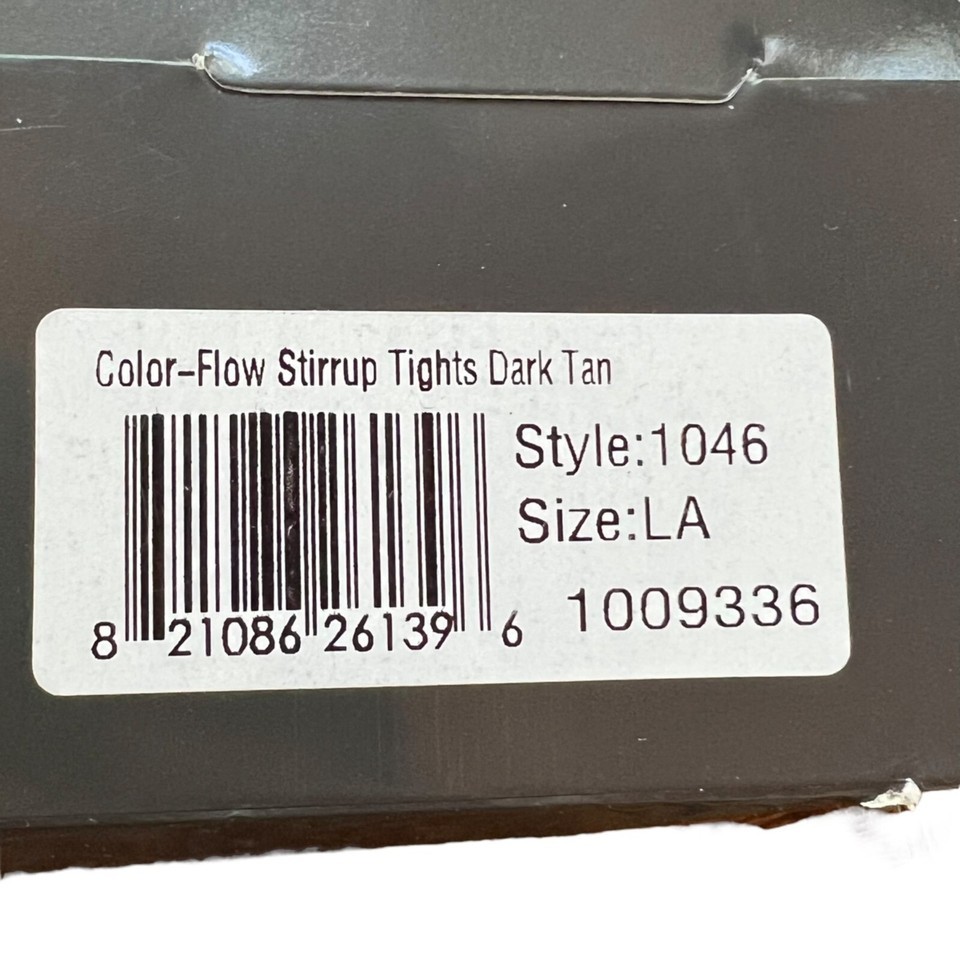 Color-Flow Stirrup Tights Dark Tan
Style:1046
Size:LA
1009336
8 21086 26139 6